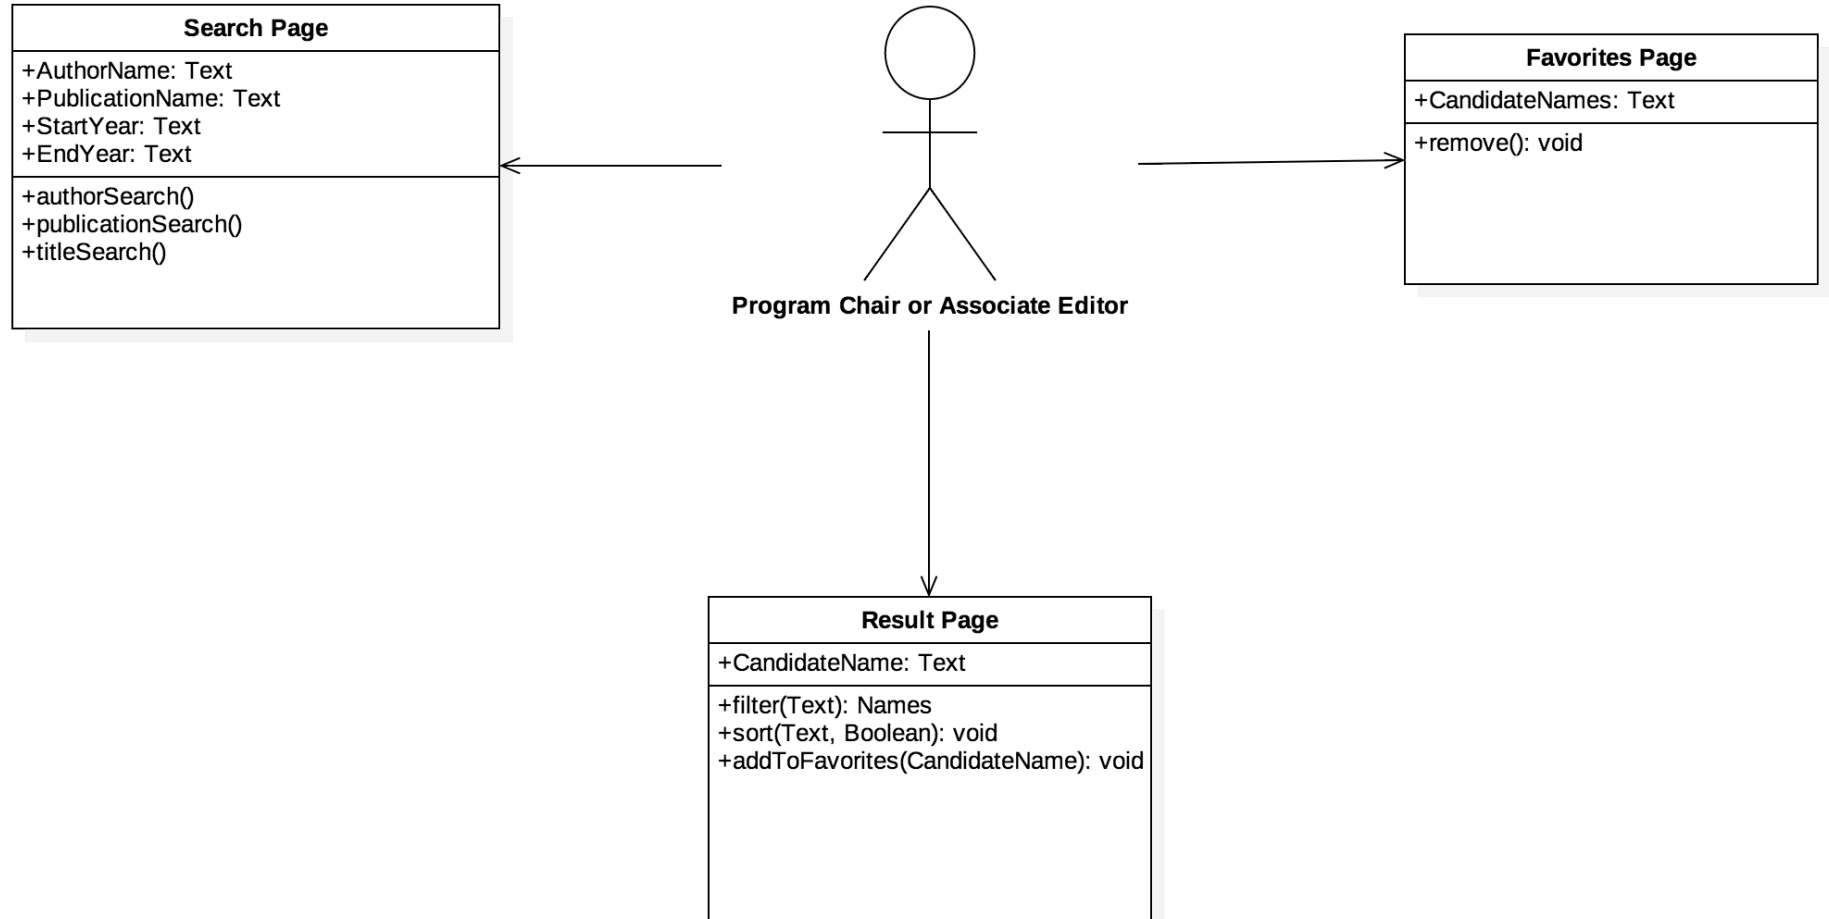 Search Page
+AuthorName: Text
+PublicationName: Text
+StartYear: Text
+EndYear: Text
+authorSearch()
+publicationSearch()
+titleSearch()
Program Chair or Associate Editor
Favorites Page
+CandidateNames: Text
+remove(): void
Result Page
+CandidateName: Text
+filter(Text): Names
+sort(Text, Boolean): void
+addToFavorites(CandidateName): void